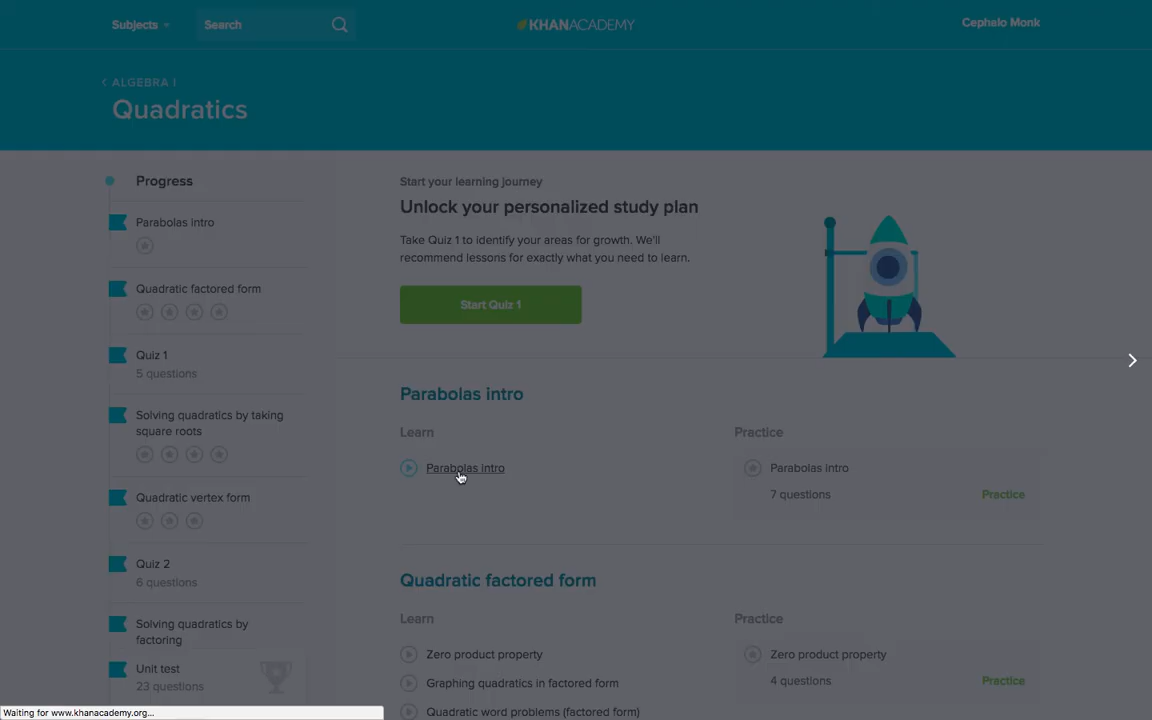 Subjects
Search
KHANACADEMY
Cephalo Monk
ALGEBRA I
Quadratics
Progress
Parabolas intro
Quadratic factored form
Quiz 1
5 questions
Solving quadratics by taking
square roots
Quadratic vertex form
Quiz 2
6 questions
Solving quadratics by
factoring
Unit test
23 questions
Start your learning journey
Unlock your personalized study plan
Take Quiz 1 to identify your areas for growth. We'll
recommend lessons for exactly what you need to learn.
Start Quiz 1
Parabolas intro
Learn
Parabolas intro
Practice
Parabolas intro
7 questions
Practice
Quadratic factored form
Learn
Zero product property
Graphing quadratics in factored form
Quadratic word problems (factored form)
Practice
Zero product property
4 questions
Practice
Waiting for www.khanacademy.org...